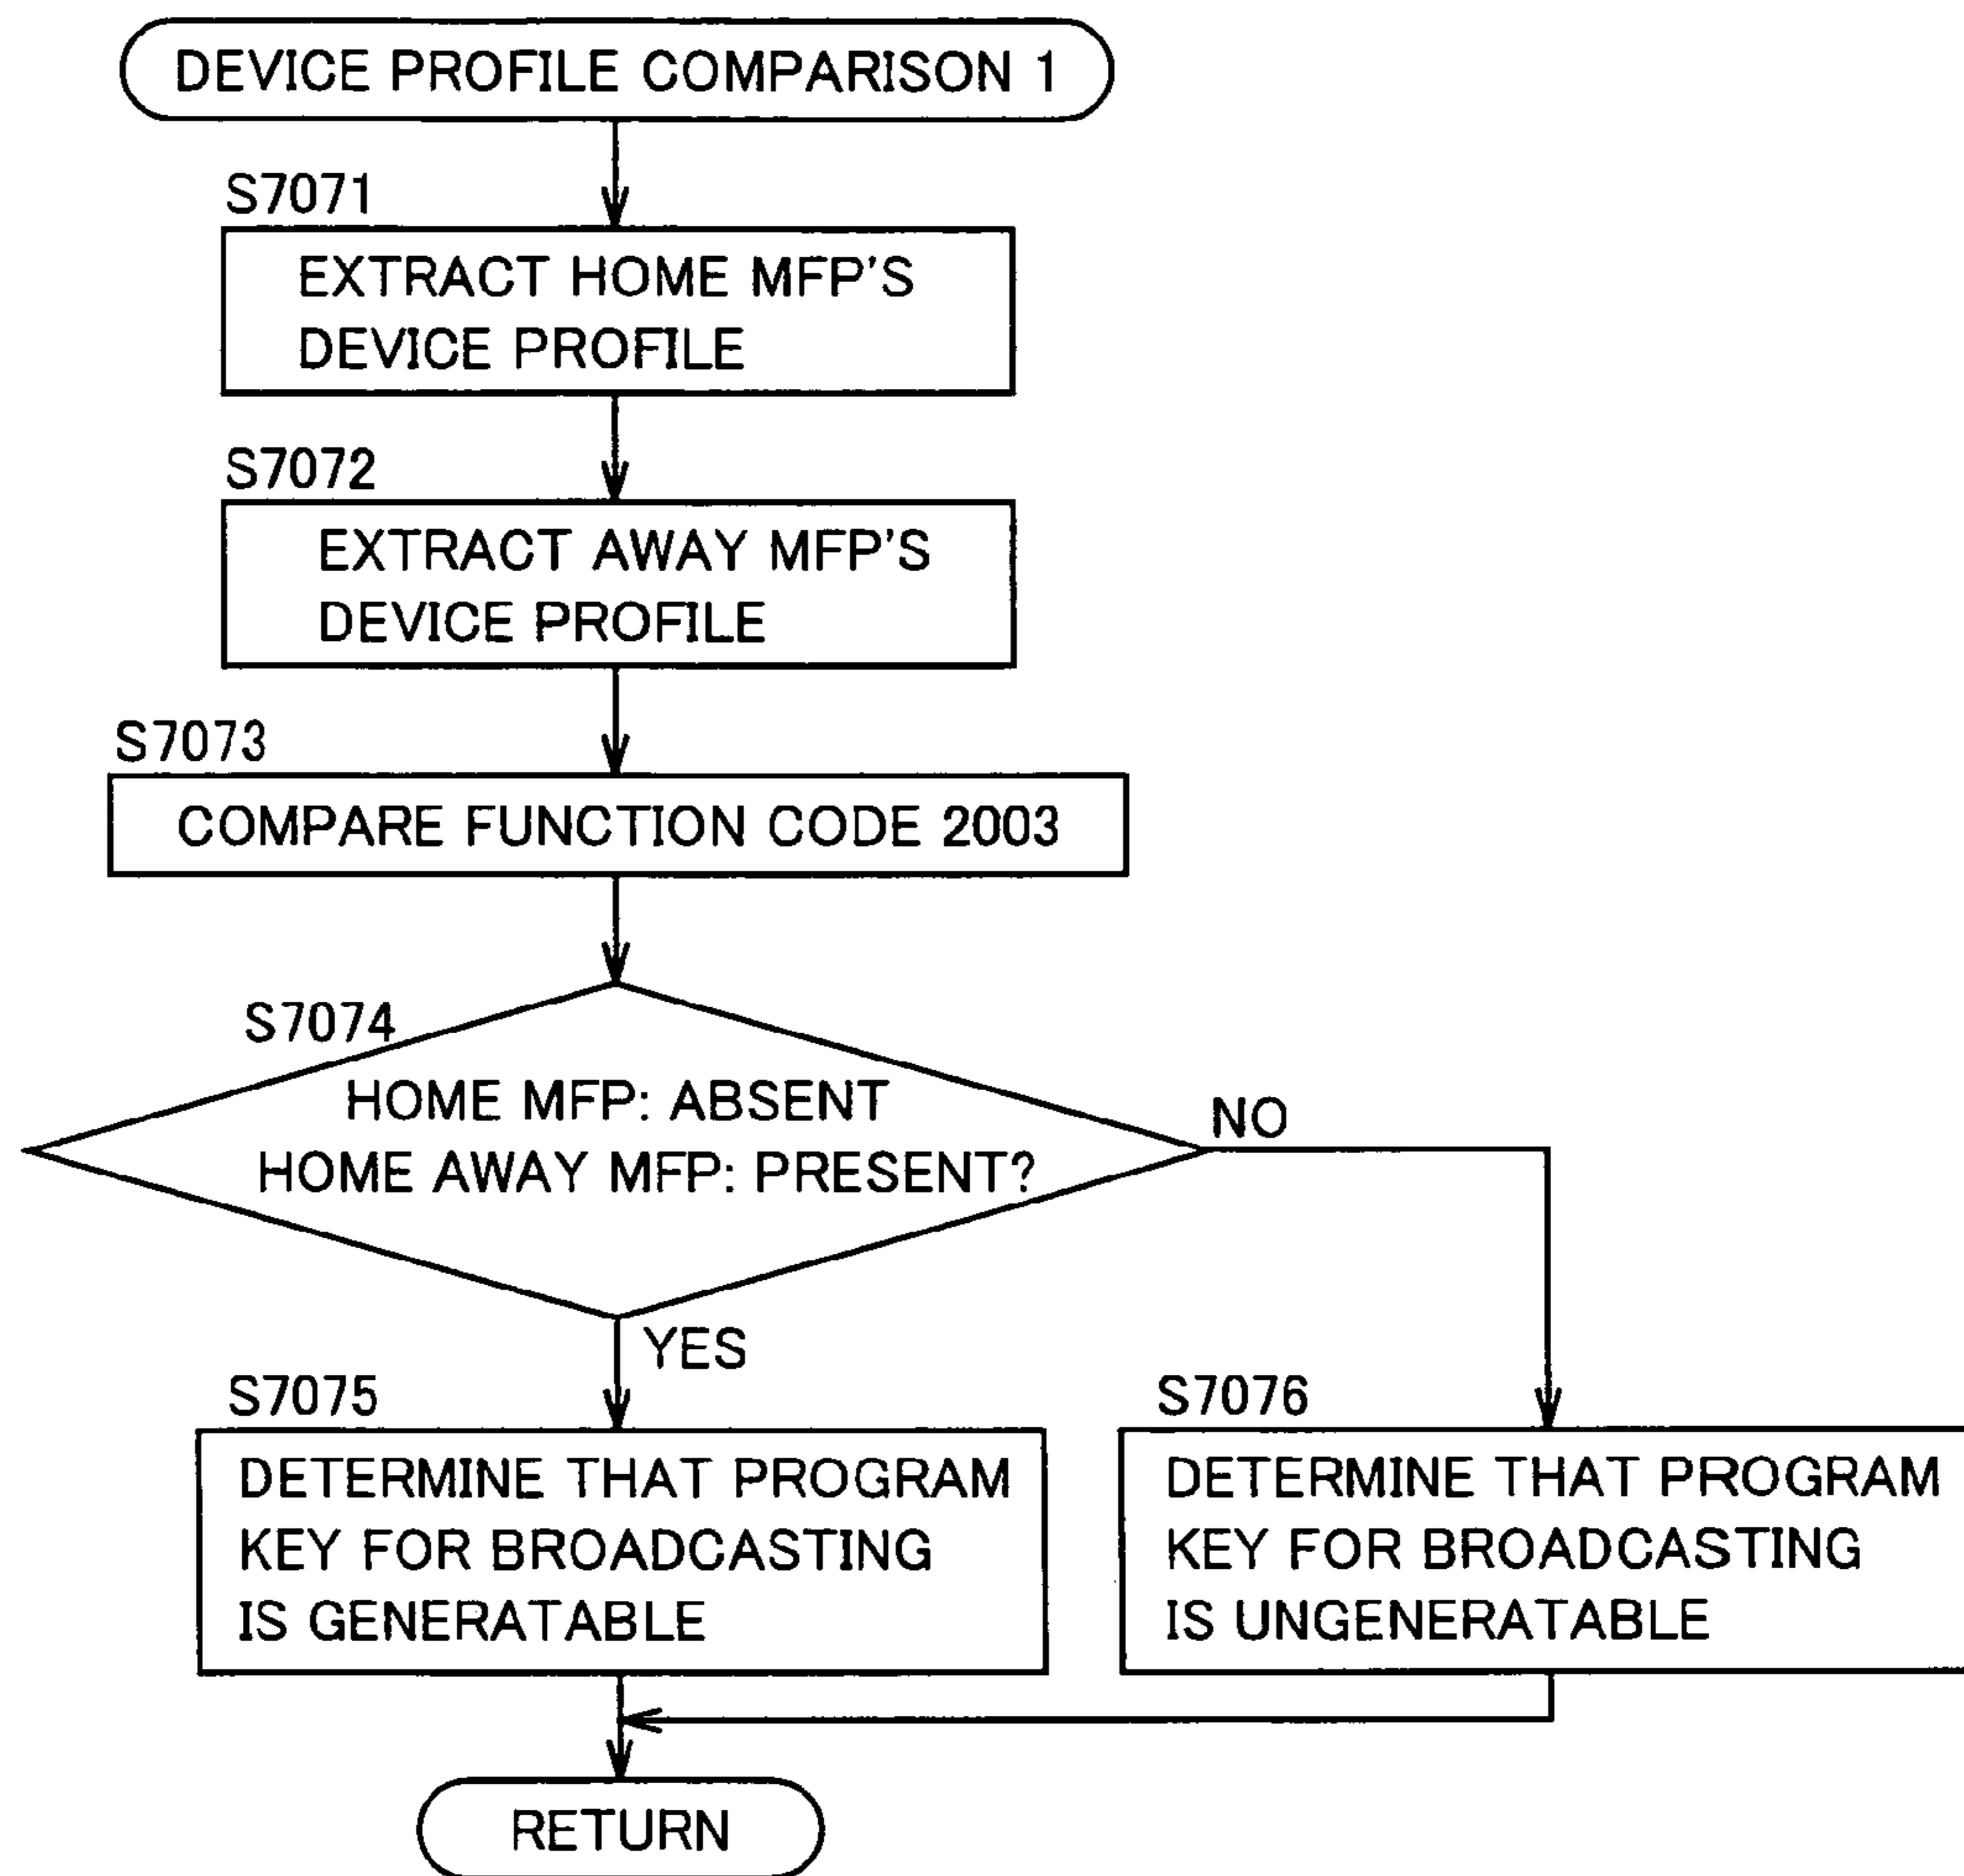 DEVICE PROFILE COMPARISON 1
S7071
EXTRACT HOME MFP'S
DEVICE PROFILE
S7072
EXTRACT AWAY MFP'S
DEVICE PROFILE
S7073
COMPARE FUNCTION CODE 2003
S7074
HOME MFP: ABSENT
HOME AWAY MFP: PRESENT?
NO
YES
S7075
DETERMINE THAT PROGRAM
KEY FOR BROADCASTING
IS GENERATABLE
S7076
DETERMINE THAT PROGRAM
KEY FOR BROADCASTING
IS UNGENERATABLE
RETURN